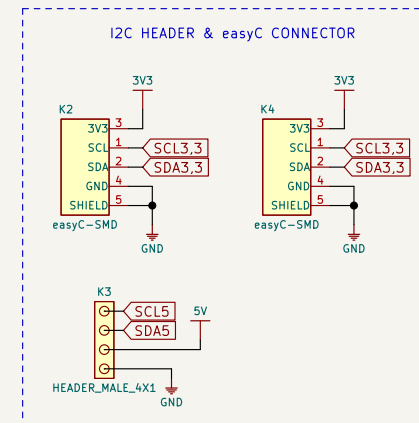 I2C HEADER & easyC CONNECTOR
3V3
K2
3V3 3
SCL 1 SCL3,3
SDA 2 SDA3,3
GND 4
SHIELD 5
easyC-SMD
GND
3V3
K4
3V3 3
SCL 1 SCL3,3
SDA 2 SDA3,3
GND 4
SHIELD 5
easyC-SMD
GND
K3
SCL5
SDA5
5V
HEADER_MALE_4X1
GND